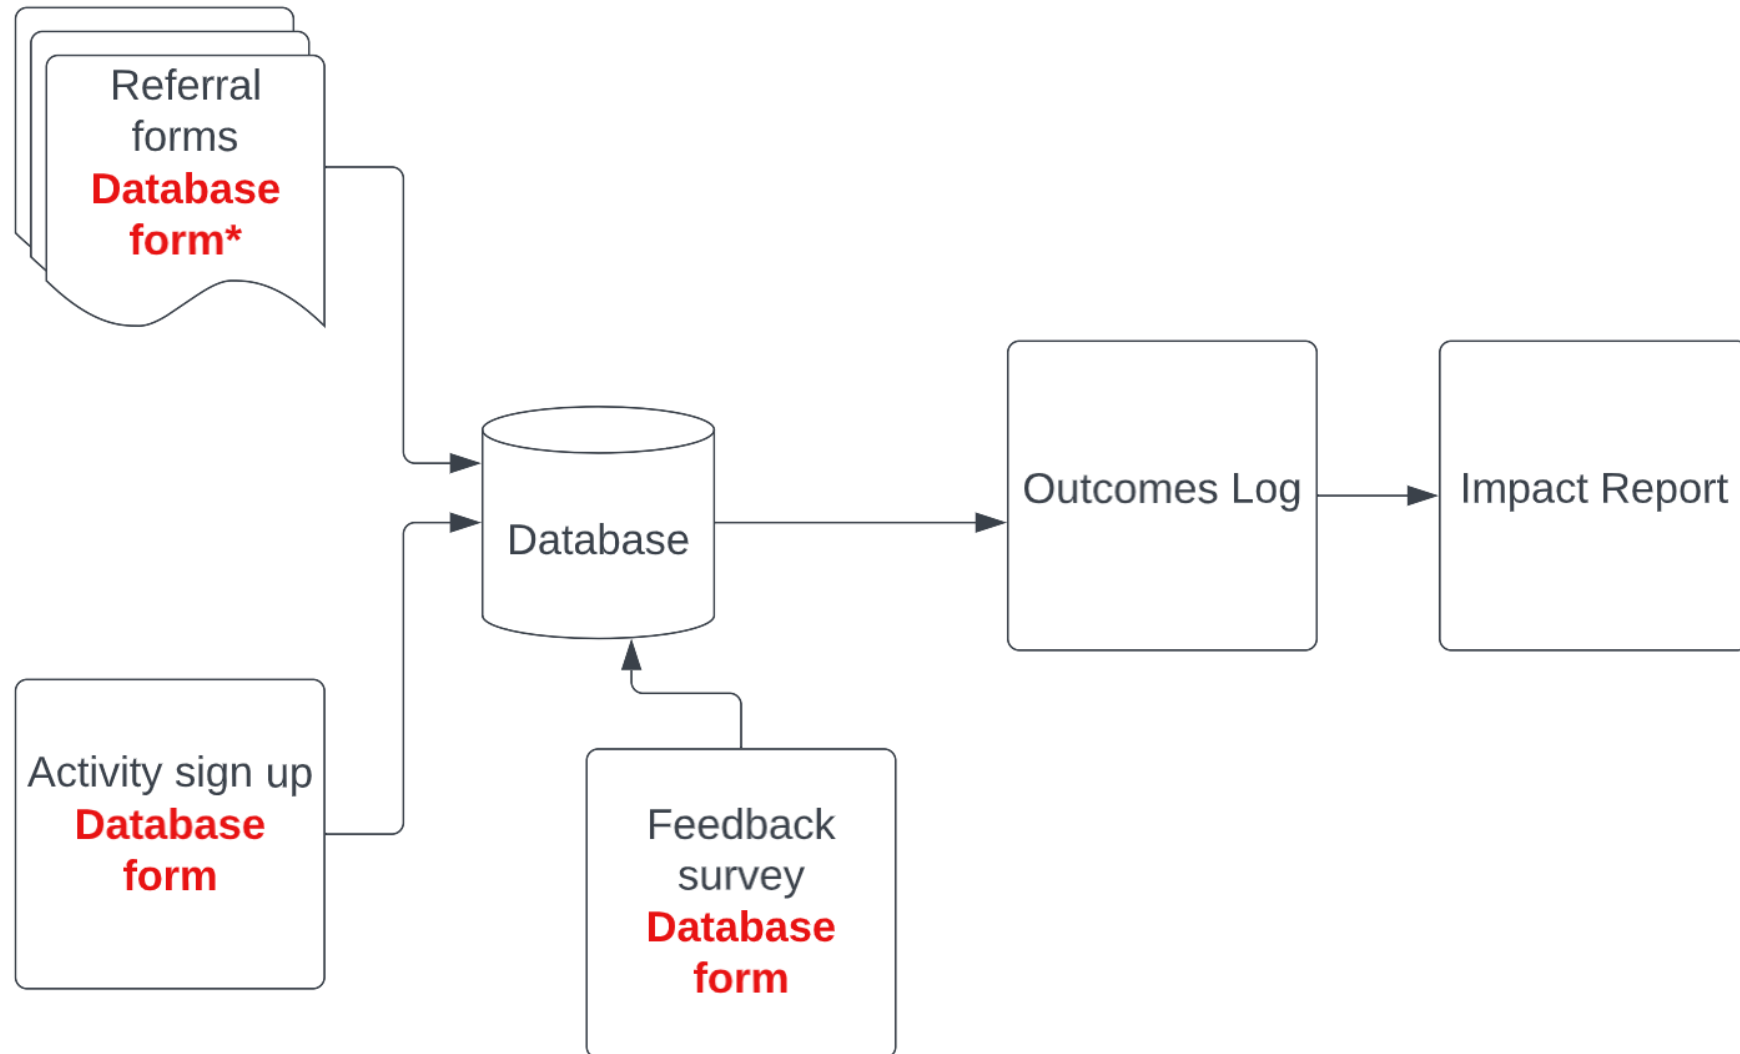 Referral
forms
Database
form*
Database
Outcomes Log
Impact Report
Activity sign up
Database
form
Feedback
survey
Database
form